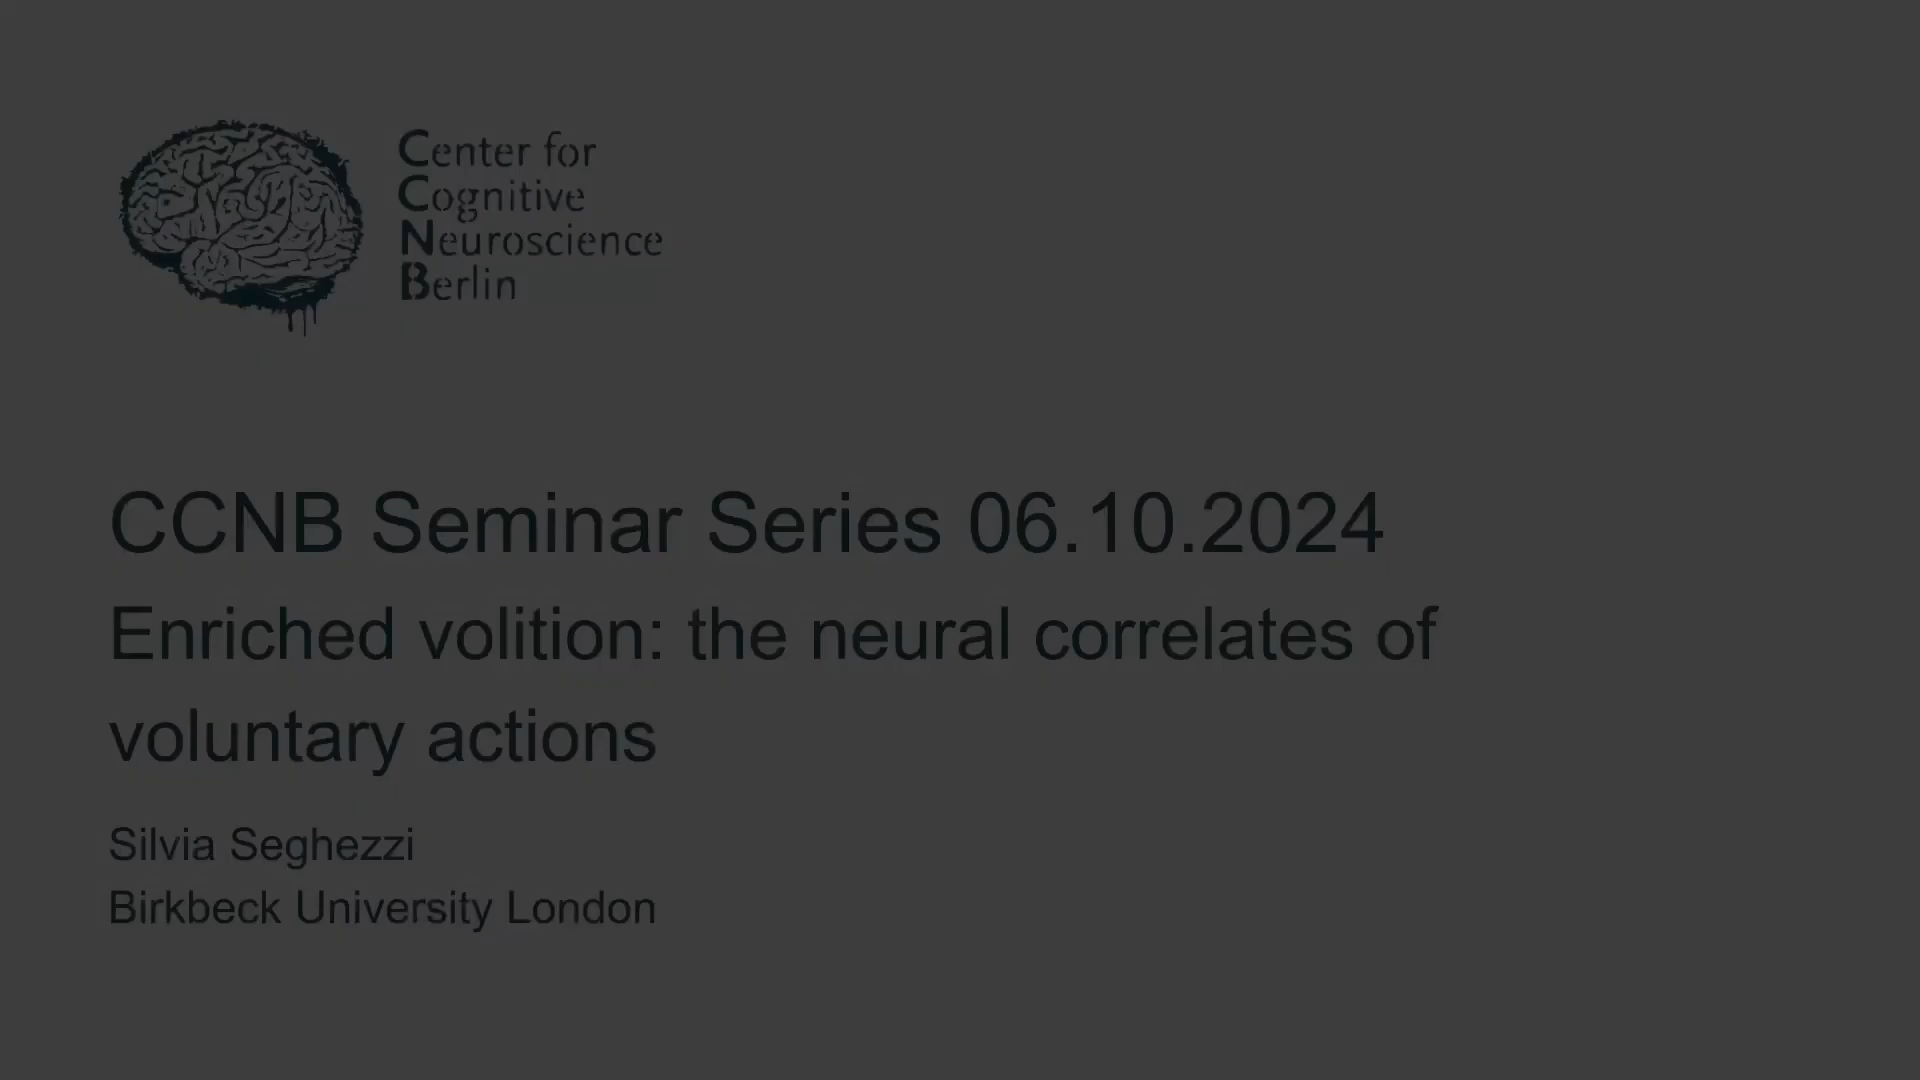 Center for
Cognitive
Neuroscience
Berlin
CCNB Seminar Series 06.10.2024
Enriched volition: the neural correlates of
voluntary actions
Silvia Seghezzi
Birkbeck University London